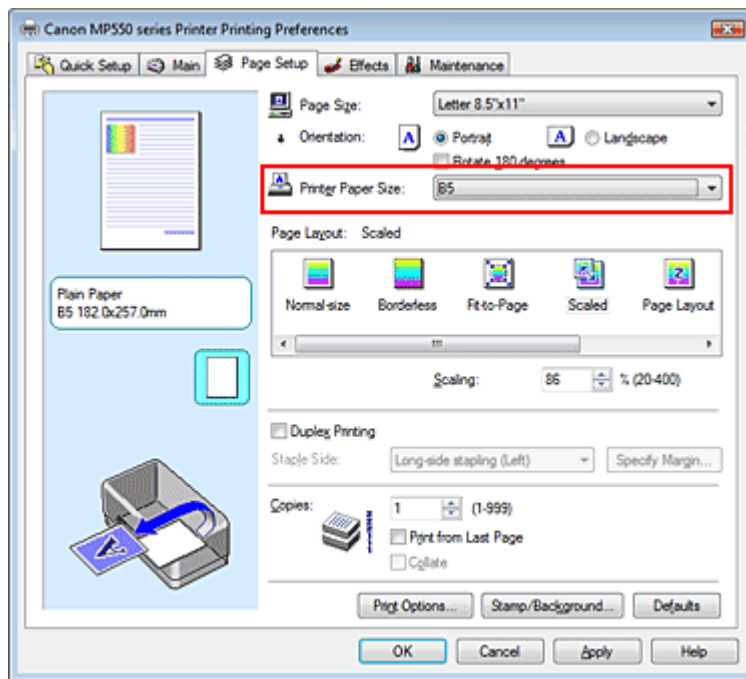 Canon MP550 series Printer Printing Preferences
Quick Setup Main Page Setup Effects Maintenance
Page Size: Letter 8.5"x11"
Orientation: A Portrait A Landscape
Rotate 180 degrees
Printer Paper Size: B5
Page Layout: Scaled
Normal-size Borderless Fit-to-Page Scaled Page Layout
Plain Paper
B5 182.0x257.0mm
Scaling: 86 % (20-400)
Duplex Printing
Staple Side: Long-side stapling (Left) Specify Margin...
Copies: 1 (1-999)
Print from Last Page
Collate
Print Options... Stamp/Background... Defaults
OK Cancel Apply Help